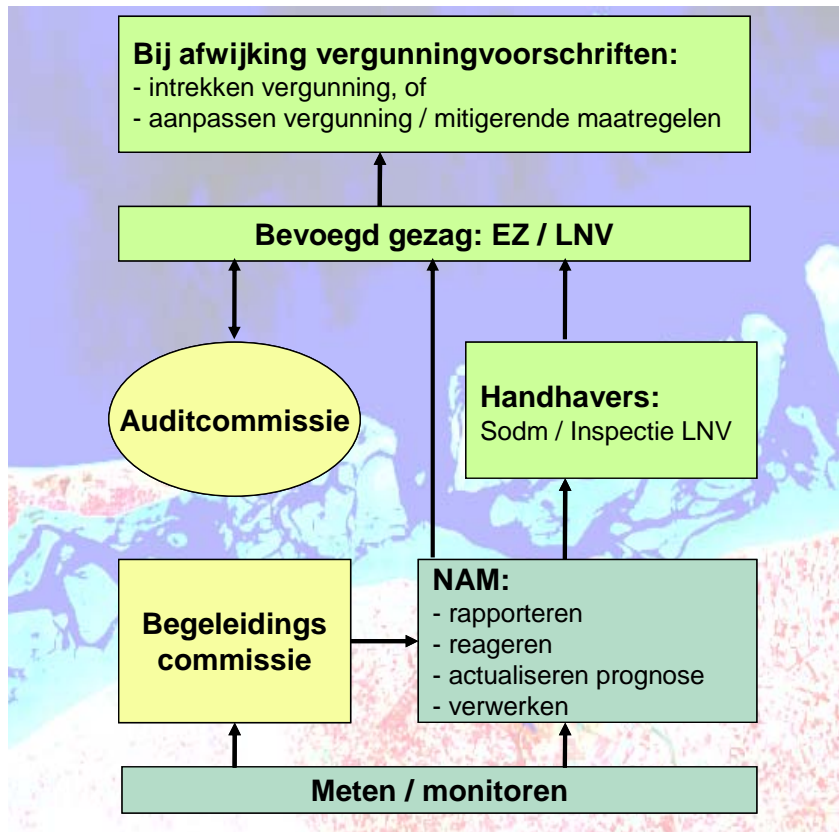 Bij afwijking vergunningvoorschriften:
- intrekken vergunning, of
- aanpassen vergunning / mitigerende maatregelen
Bevoegd gezag: EZ / LNV
Auditcommissie
Handhavers:
Sodm / Inspectie LNV
Begeleidings
commissie
NAM:
- rapporteren
- reageren
- actualiseren prognose
- verwerken
Meten / monitoren